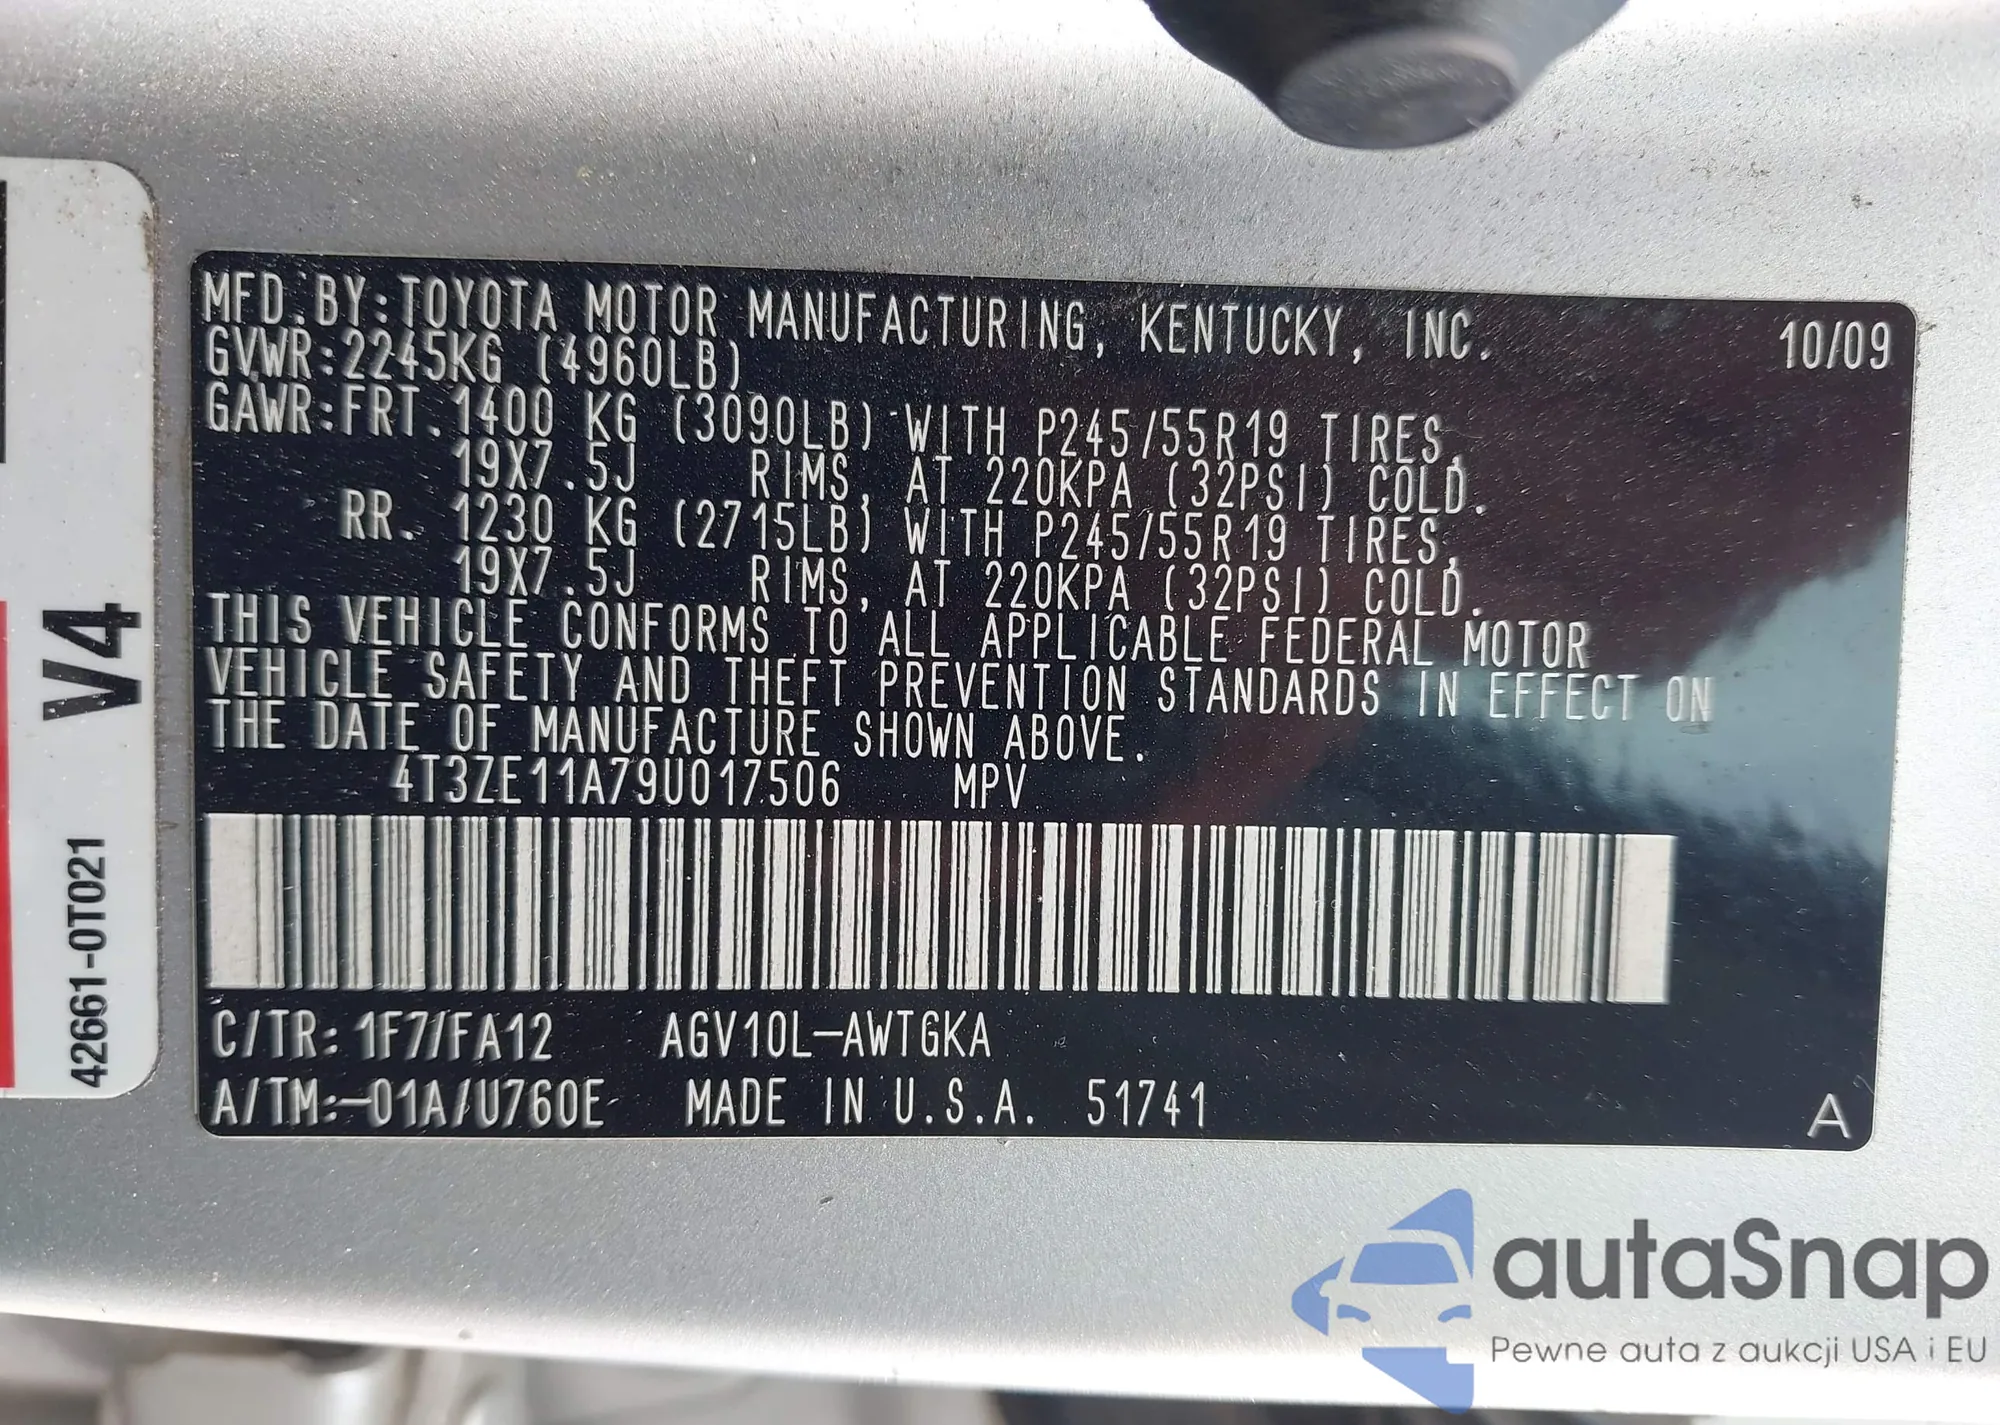 MFD. BY: TOYOTA MOTOR MANUFACTURING, KENTUCKY, INC. 10/09
GVWR: 2245KG (4960LB)
GAWR: FRT. 1400 KG (3090LB) WITH P245/55R19 TIRES,
19X7.5J RIMS, AT 220KPA (32PSI) COLD.
RR. 1230 KG (2715LB) WITH P245/55R19 TIRES,
19X7.5J RIMS, AT 220KPA (32PSI) COLD.
THIS VEHICLE CONFORMS TO ALL APPLICABLE FEDERAL MOTOR
VEHICLE SAFETY AND THEFT PREVENTION STANDARDS IN EFFECT ON
THE DATE OF MANUFACTURE SHOWN ABOVE.
4T3ZE11A79U017506 MPV
C/TR: 1F7/FA12 AGV10L-AWTGKA
A/TM:-01A/U760E MADE IN U.S.A. 51741
A
V4
42661-0T021
autaSnap
Pewne auta z aukcji USA i EU